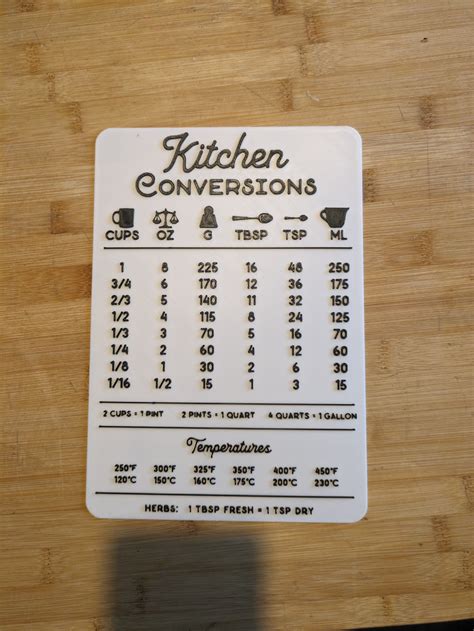 Kitchen
CONVERSIONS
CUPS OZ G TBSP TSP ML
1 8 225 16 48 250
3/4 6 170 12 36 175
2/3 5 140 11 32 150
1/2 4 115 8 24 125
1/3 3 70 5 16 70
1/4 2 60 4 12 60
1/8 1 30 2 6 30
1/16 1/2 15 1 3 15
2 CUPS = 1 PINT 2 PINTS = 1 QUART 4 QUARTS = 1 GALLON
Temperatures
250°F 300°F 325°F 350°F 400°F 450°F
120°C 150°C 160°C 175°C 200°C 230°C
HERBS: 1 TBSP FRESH = 1 TSP DRY